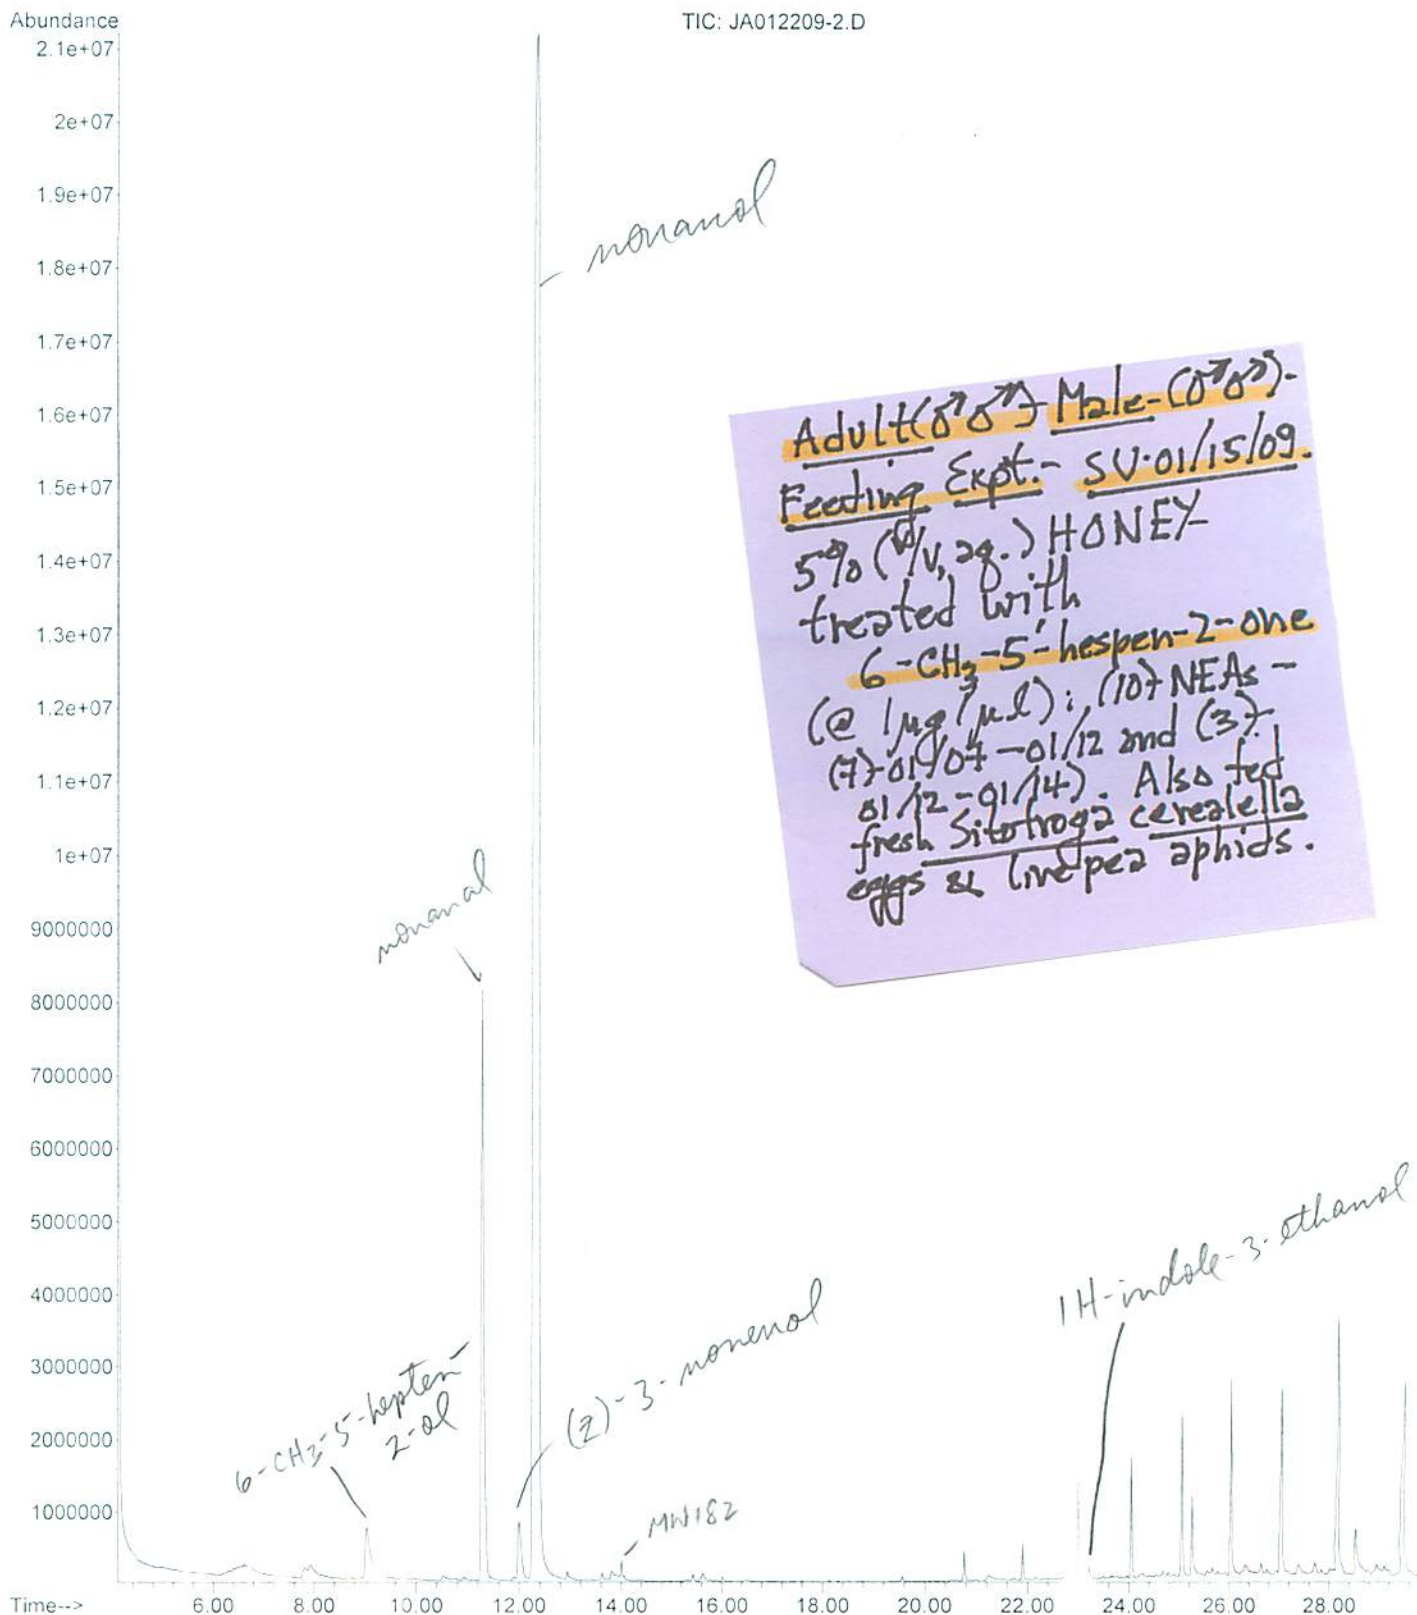 Abundance
TIC: JA012209-2.D
2.1e+07
2e+07
1.9e+07
1.8e+07
1.7e+07
1.6e+07
1.5e+07
1.4e+07
1.3e+07
1.2e+07
1.1e+07
1e+07
9000000
8000000
7000000
6000000
5000000
4000000
3000000
2000000
1000000
nonanol
Adult(♂♂)-Male-(♂♂)-
Feeding Expt.- SV.01/15/09.
5% (w/v, aq.) HONEY-
treated with
6-CH3-5'-hespen-2-one
(@ 1µg/µl); (10) NEAs -
(7)-01/07-01/12 and (3)-
01/12-01/14). Also fed
fresh Sitotroga cerealella
eggs & live pea aphids.
nonanal
6-CH3-5-hepten-
2-ol
(Z)-3-nonenol
MW182
1H-indole-3-ethanol
Time-->
6.00 8.00 10.00 12.00 14.00 16.00 18.00 20.00 22.00 24.00 26.00 28.00